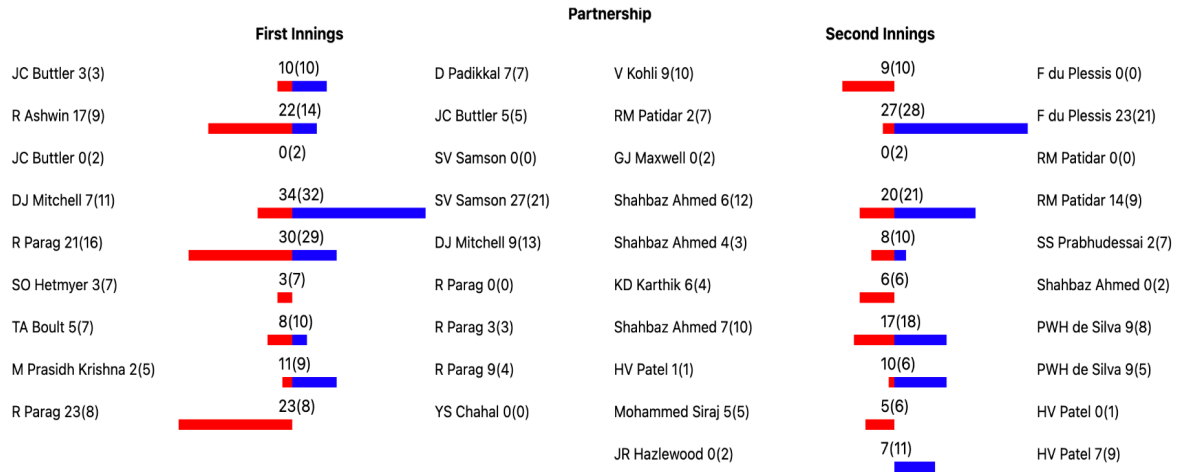 Partnership
First Innings
Second Innings
JC Buttler 3(3) 10(10) D Padikkal 7(7) V Kohli 9(10) 9(10) F du Plessis 0(0)
R Ashwin 17(9) 22(14) JC Buttler 5(5) RM Patidar 2(7) 27(28) F du Plessis 23(21)
JC Buttler 0(2) 0(2) SV Samson 0(0) GJ Maxwell 0(2) 0(2) RM Patidar 0(0)
DJ Mitchell 7(11) 34(32) SV Samson 27(21) Shahbaz Ahmed 6(12) 20(21) RM Patidar 14(9)
R Parag 21(16) 30(29) DJ Mitchell 9(13) Shahbaz Ahmed 4(3) 8(10) SS Prabhudessai 2(7)
SO Hetmyer 3(7) 3(7) R Parag 0(0) KD Karthik 6(4) 6(6) Shahbaz Ahmed 0(2)
TA Boult 5(7) 8(10) R Parag 3(3) Shahbaz Ahmed 7(10) 17(18) PWH de Silva 9(8)
M Prasidh Krishna 2(5) 11(9) R Parag 9(4) HV Patel 1(1) 10(6) PWH de Silva 9(5)
R Parag 23(8) 23(8) YS Chahal 0(0) Mohammed Siraj 5(5) 5(6) HV Patel 0(1)
JR Hazlewood 0(2) 7(11) HV Patel 7(9)